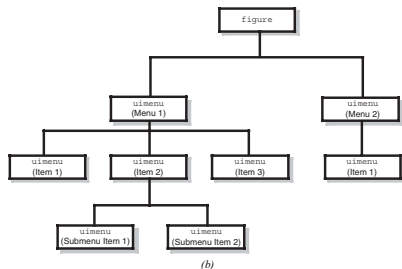 figure
uimenu
(Menu 1)
uimenu
(Menu 2)
uimenu
(Item 1)
uimenu
(Item 2)
uimenu
(Item 3)
uimenu
(Item 1)
uimenu
(Submenu Item 1)
uimenu
(Submenu Item 2)
(b)